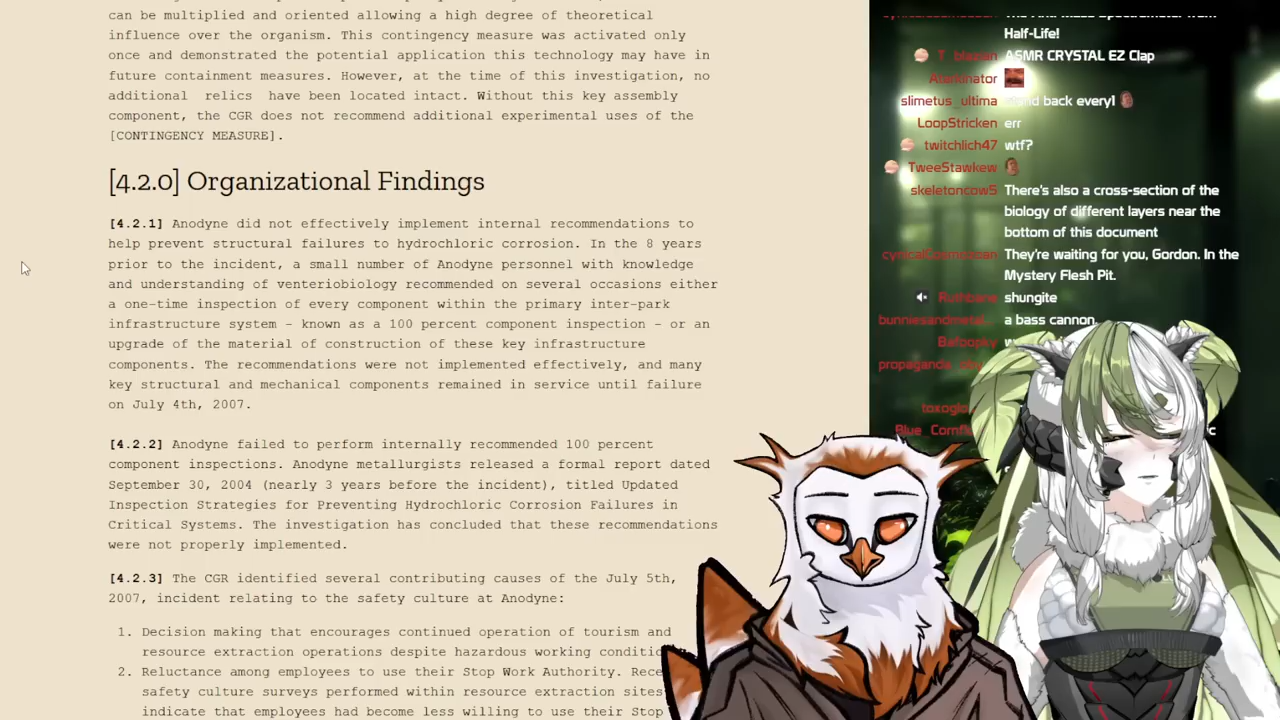 can be multiplied and oriented allowing a high degree of theoretical
influence over the organism. This contingency measure was activated only
once and demonstrated the potential application this technology may have in
future containment measures. However, at the time of this investigation, no
additional relics have been located intact. Without this key assembly
component, the CGR does not recommend additional experimental uses of the
[CONTINGENCY MEASURE].
[4.2.0] Organizational Findings
[4.2.1] Anodyne did not effectively implement internal recommendations to
help prevent structural failures to hydrochloric corrosion. In the 8 years
prior to the incident, a small number of Anodyne personnel with knowledge
and understanding of venteriobiology recommended on several occasions either
a one-time inspection of every component within the primary inter-park
infrastructure system – known as a 100 percent component inspection – or an
upgrade of the material of construction of these key infrastructure
components. The recommendations were not implemented effectively, and many
key structural and mechanical components remained in service until failure
on July 4th, 2007.
[4.2.2] Anodyne failed to perform internally recommended 100 percent
component inspections. Anodyne metallurgists released a formal report dated
September 30, 2004 (nearly 3 years before the incident), titled Updated
Inspection Strategies for Preventing Hydrochloric Corrosion Failures in
Critical Systems. The investigation has concluded that these recommendations
were not properly implemented.
[4.2.3] The CGR identified several contributing causes of the July 5th,
2007, incident relating to the safety culture at Anodyne:
1. Decision making that encourages continued operation of tourism and
resource extraction operations despite hazardous working
2. Reluctance among employees to use their Stop Work Authority.
safety culture surveys performed within resource extraction sites
indicate that employees had become less willing to use their Stop
Half-Life!
ASMR CRYSTAL EZ Clap
slimetus_ultima back every1
LoopStricken err
twitchlich47 wtf?
TweeStawkew
skeletoncow5 There's also a cross-section of the
biology of different layers near the
bottom of this document
They're waiting for you, Gordon. In the
Mystery Flesh Pit.
Ruthbane shungite
a bass cannon.
Bafoopky